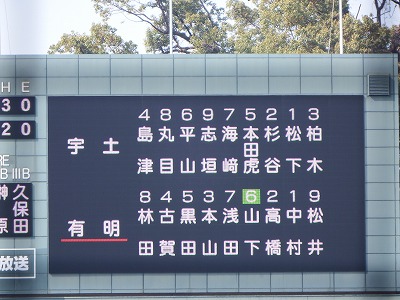 H E
3 0
2 0
RE
B ⅢB
久保田
原
放送
宇土
4 8 6 9 7 5 2 1 3
島津 丸目 平山 志垣 海崎 本田虎 杉谷 松下 柏木
有明
8 4 5 3 7 6 2 1 9
林田 古賀 黒田 本山 浅田 山下 高橋 中村 松井